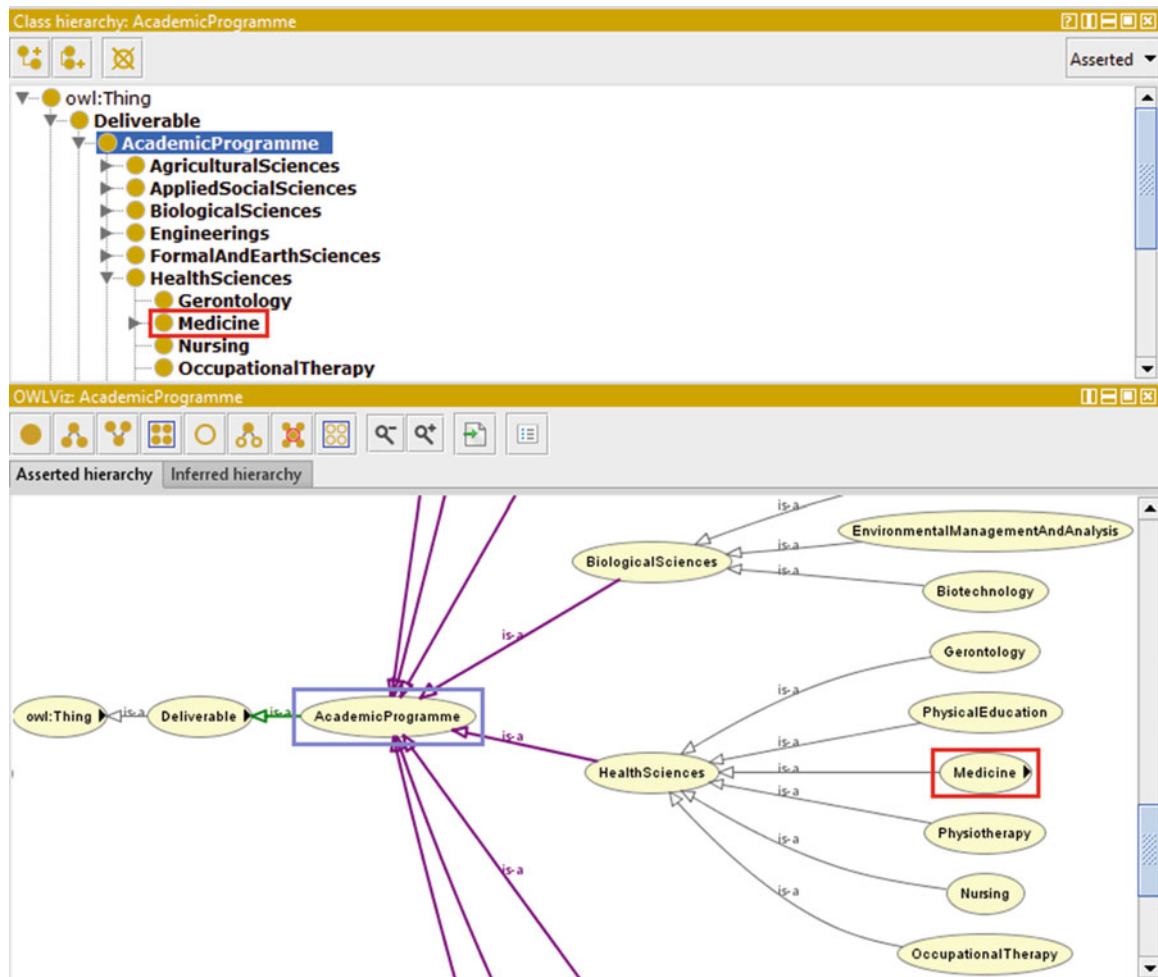 Class hierarchy: AcademicProgramme
Asserted
owl:Thing
Deliverable
AcademicProgramme
AgriculturalSciences
AppliedSocialSciences
BiologicalSciences
Engineerings
FormalAndEarthSciences
HealthSciences
Gerontology
Medicine
Nursing
OccupationalTherapy
OWLViz: AcademicProgramme
Asserted hierarchy Inferred hierarchy
is-a
EnvironmentalManagementAndAnalysis
is-a
BiologicalSciences
is-a
Biotechnology
is-a
Gerontology
is-a
PhysicalEducation
owl:Thing is-a Deliverable is-a AcademicProgramme
is-a
is-a
HealthSciences is-a Medicine
is-a
Physiotherapy
is-a
is-a
Nursing
is-a
OccupationalTherapy